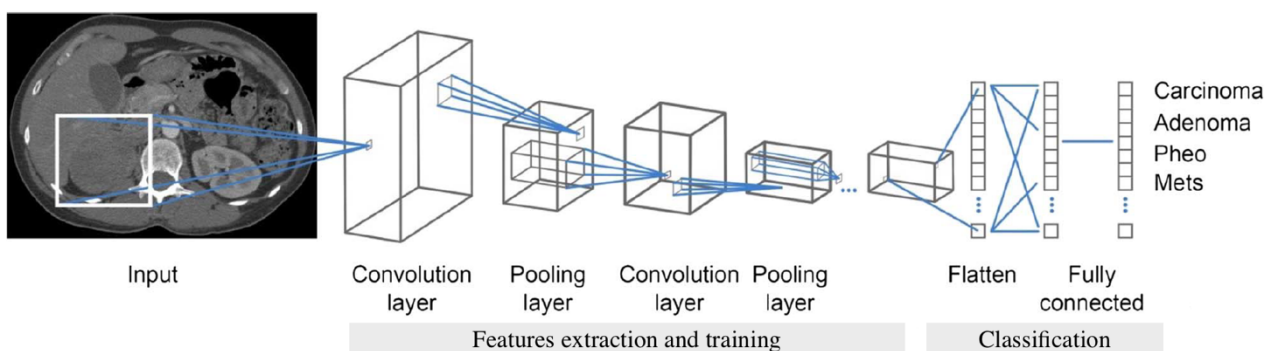 Carcinoma
Adenoma
Pheo
Mets
Input
Convolution
layer
Pooling
layer
Convolution
layer
Pooling
layer
Flatten
Fully
connected
Features extraction and training
Classification